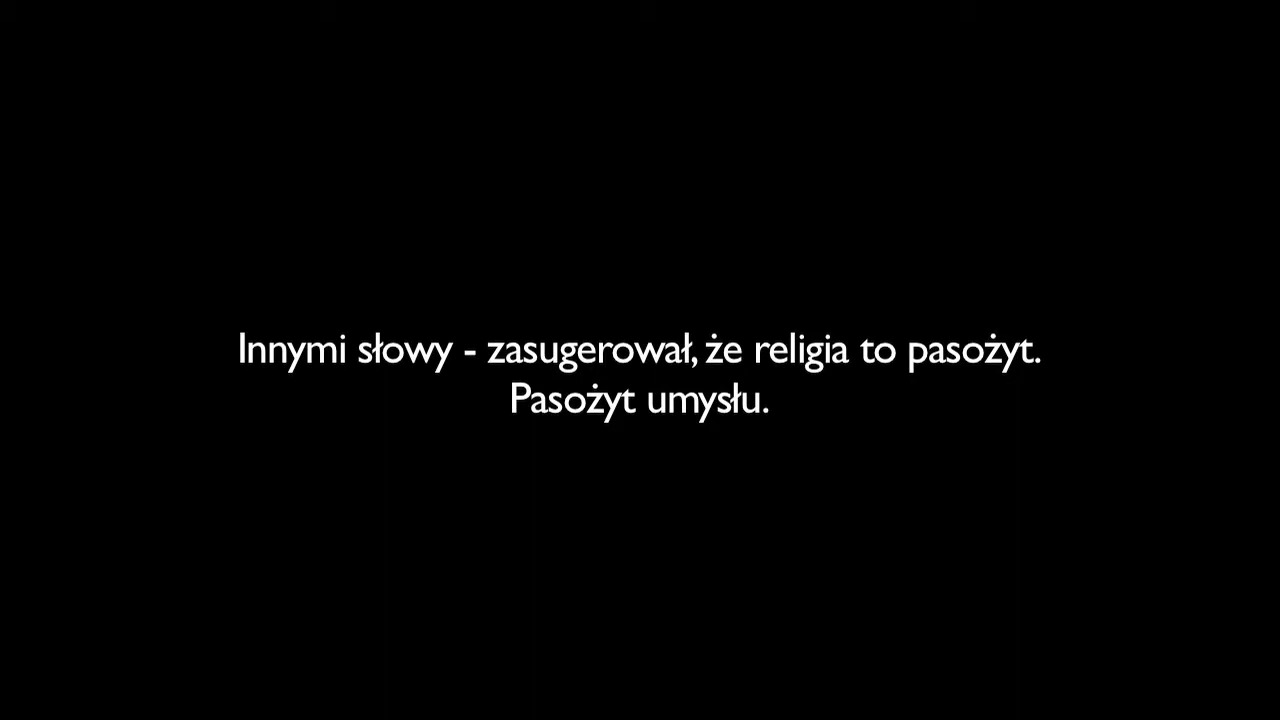 Innymi słowy - zasugerował, że religia to pasożyt.
Pasożyt umysłu.